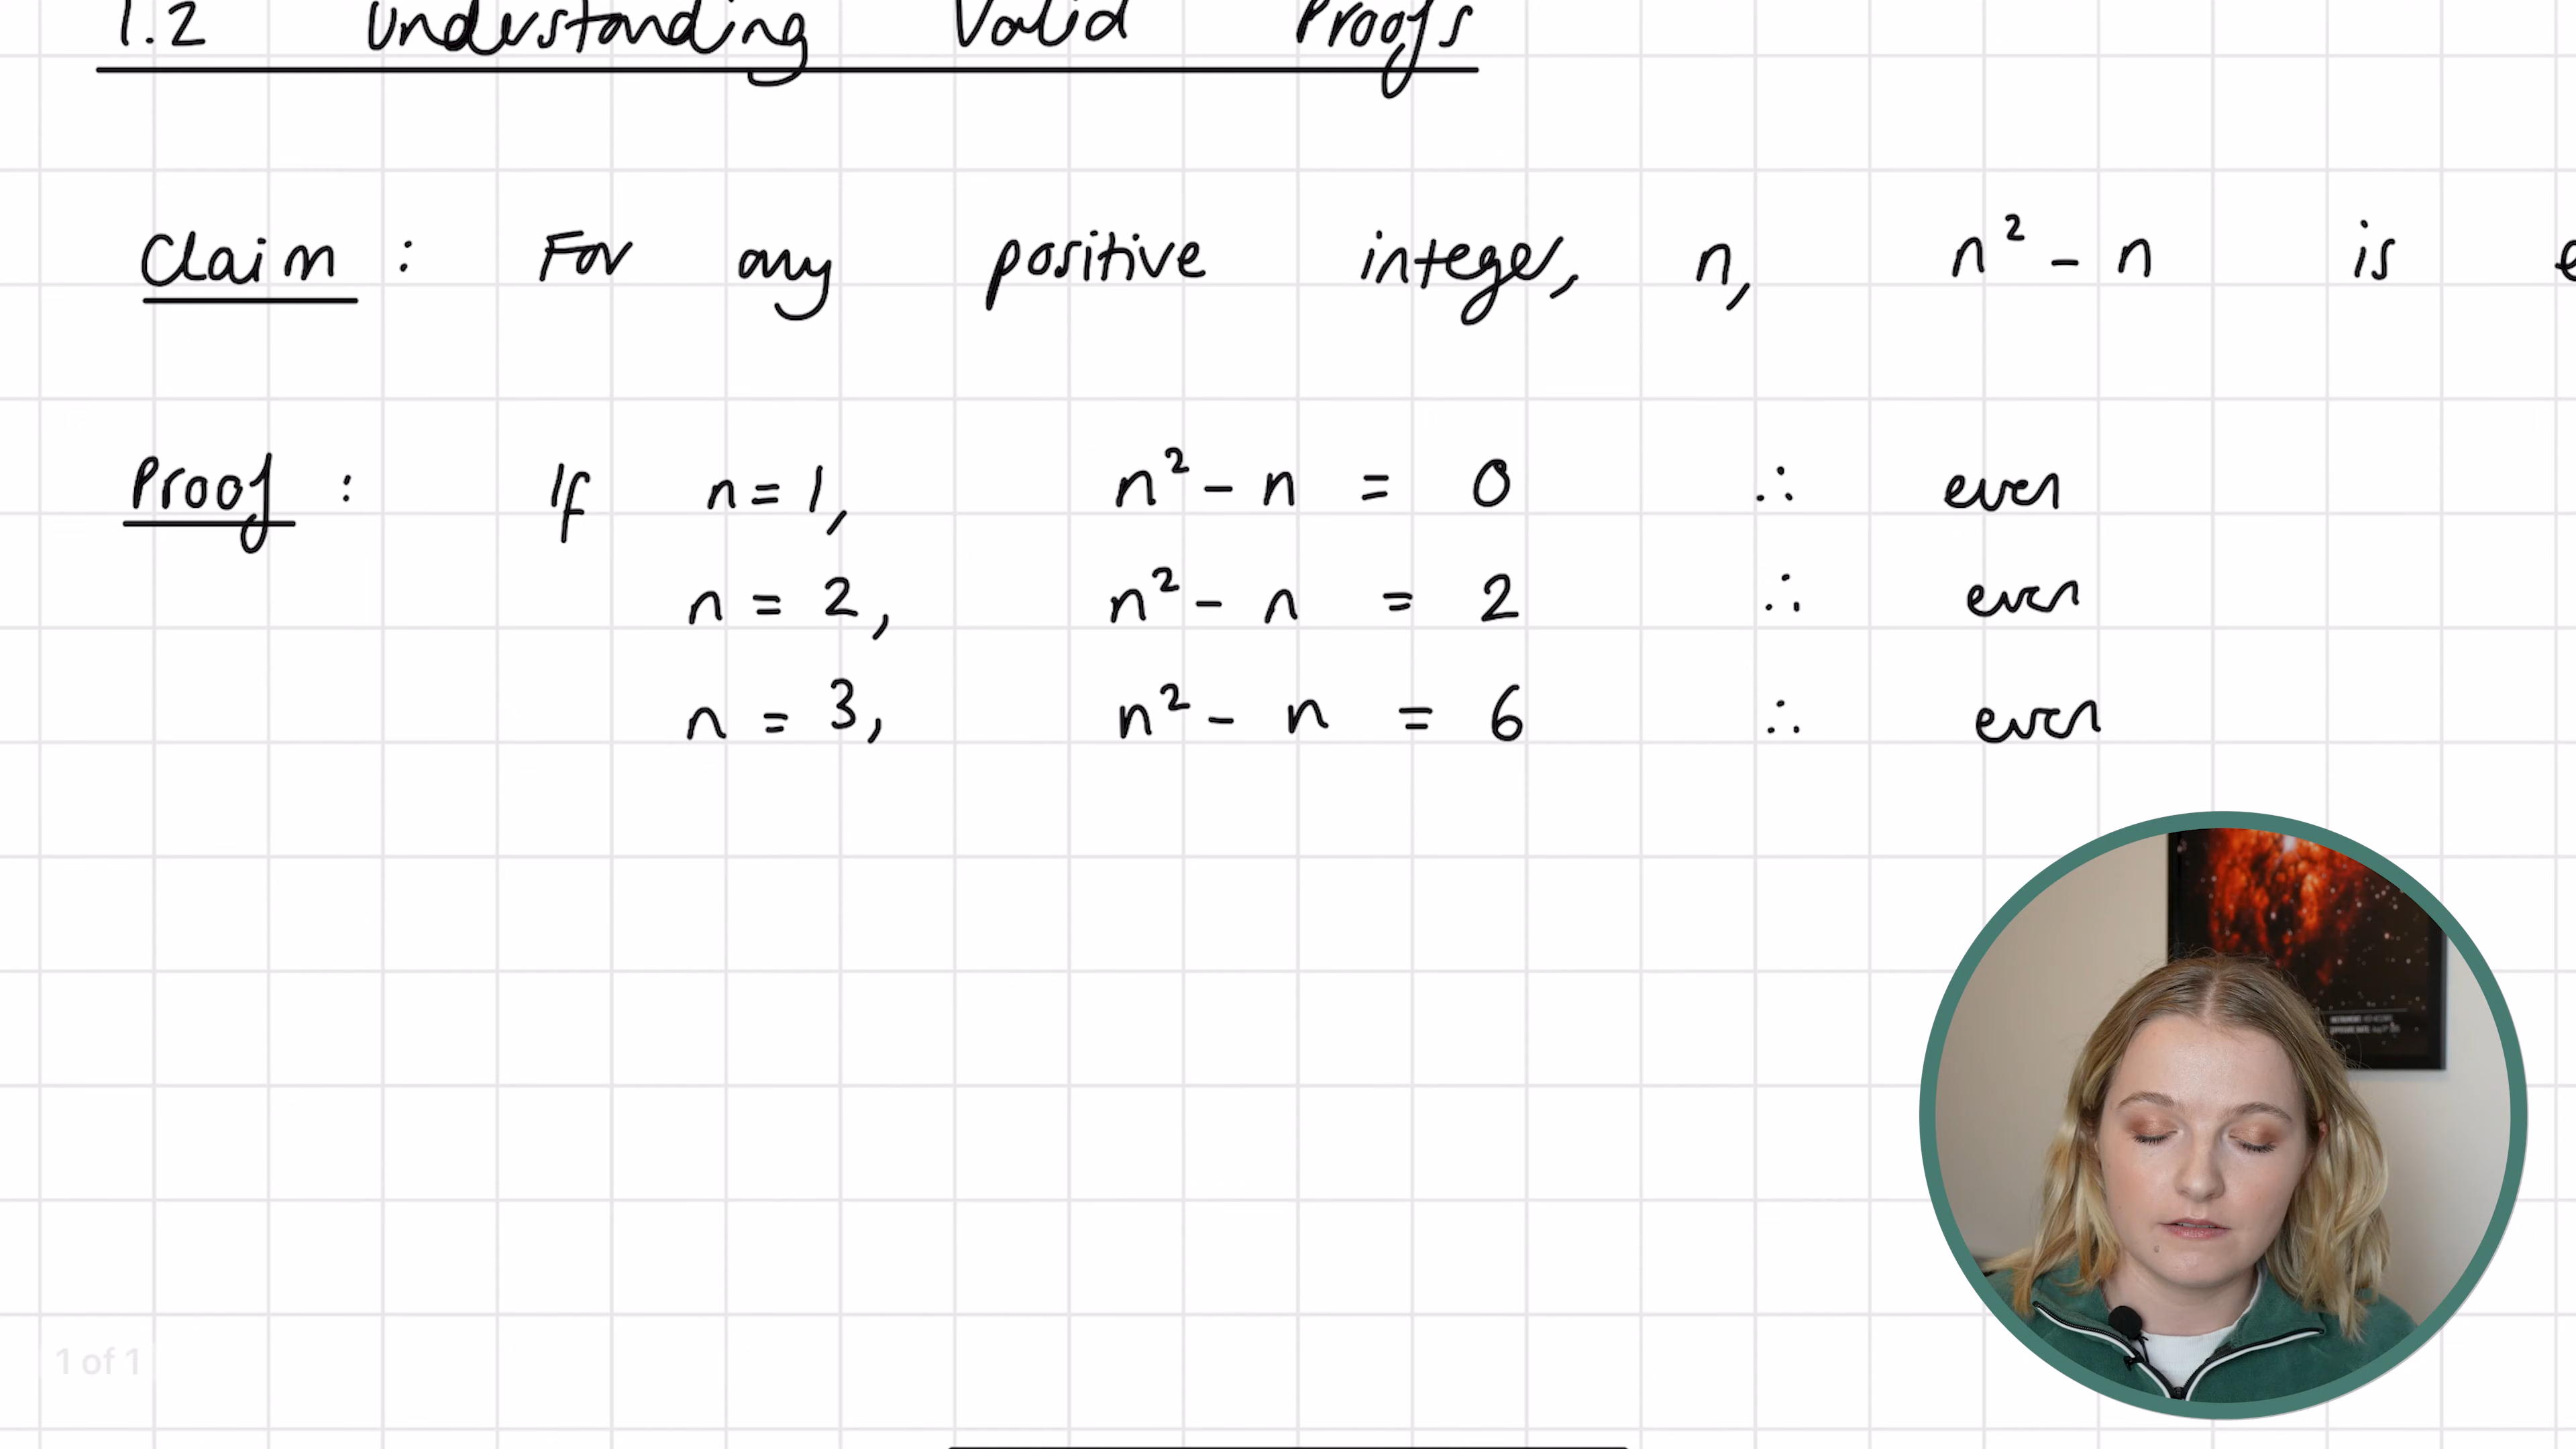 1.2 Understanding Valid Proofs
Claim : For any positive integer, n, n² - n is e
Proof : If n = 1, n² - n = 0 ∴ even
n = 2, n² - n = 2 ∴ even
n = 3, n² - n = 6 ∴ even
1 of 1